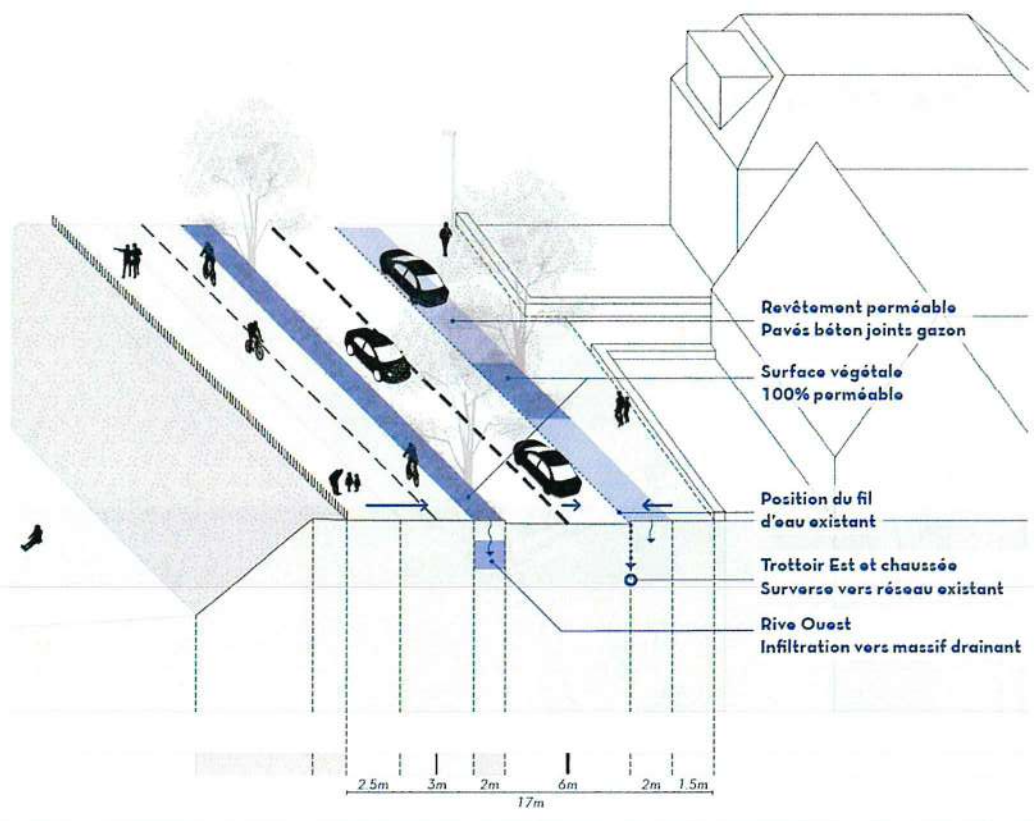 Revêtement perméable
Pavés béton joints gazon
Surface végétale
100% perméable
Position du fil
d'eau existant
Trottoir Est et chaussée
Surverse vers réseau existant
Rive Ouest
Infiltration vers massif drainant
2.5m 3m 2m 6m 2m 1.5m
17m